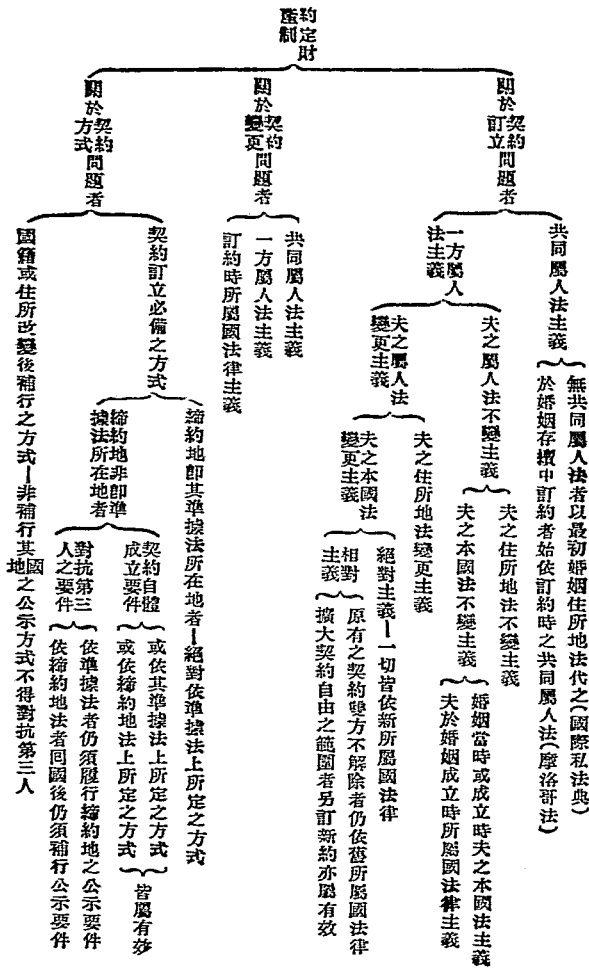 約定財
產制
關於契約訂立問題者
共同屬人法主義
無共同屬人法者以最初婚姻住所地法代之(國際私法典)
於婚姻存續中訂約者始依訂約時之共同屬人法(摩洛哥法)
一方屬人
法主義
夫之屬人法不變主義
夫之住所地法不變主義
夫之本國法不變主義
婚姻當時或成立時夫之本國法主義
夫於婚姻成立時所屬國法律主義
夫之屬人法
變更主義
夫之住所地法變更主義
夫之本國法
變更主義
絕對主義—一切皆依新所屬國法律
相對
主義
原有之契約雙方不解除者仍依舊所屬國法律
擴大契約自由之範圍者另訂新約亦屬有效
關於契約變更問題者
共同屬人法主義
一方屬人法主義
訂約時所屬國法律主義
關於契約方式問題者
契約訂立必備之方式
締約地即其準據法所在地者—絕對依準據法上所定之方式
締約地非即準
據法所在地者
契約自體
成立要件
或依其準據法上所定之方式
或依締約地法上所定之方式
皆屬有效
對抗第三
人之要件
依準據法者仍須履行締約地之公示要件
依締約地法者回國後仍須補行公示要件
國籍或住所改變後補行之方式—非補行其國地之公示方式不得對抗第三人